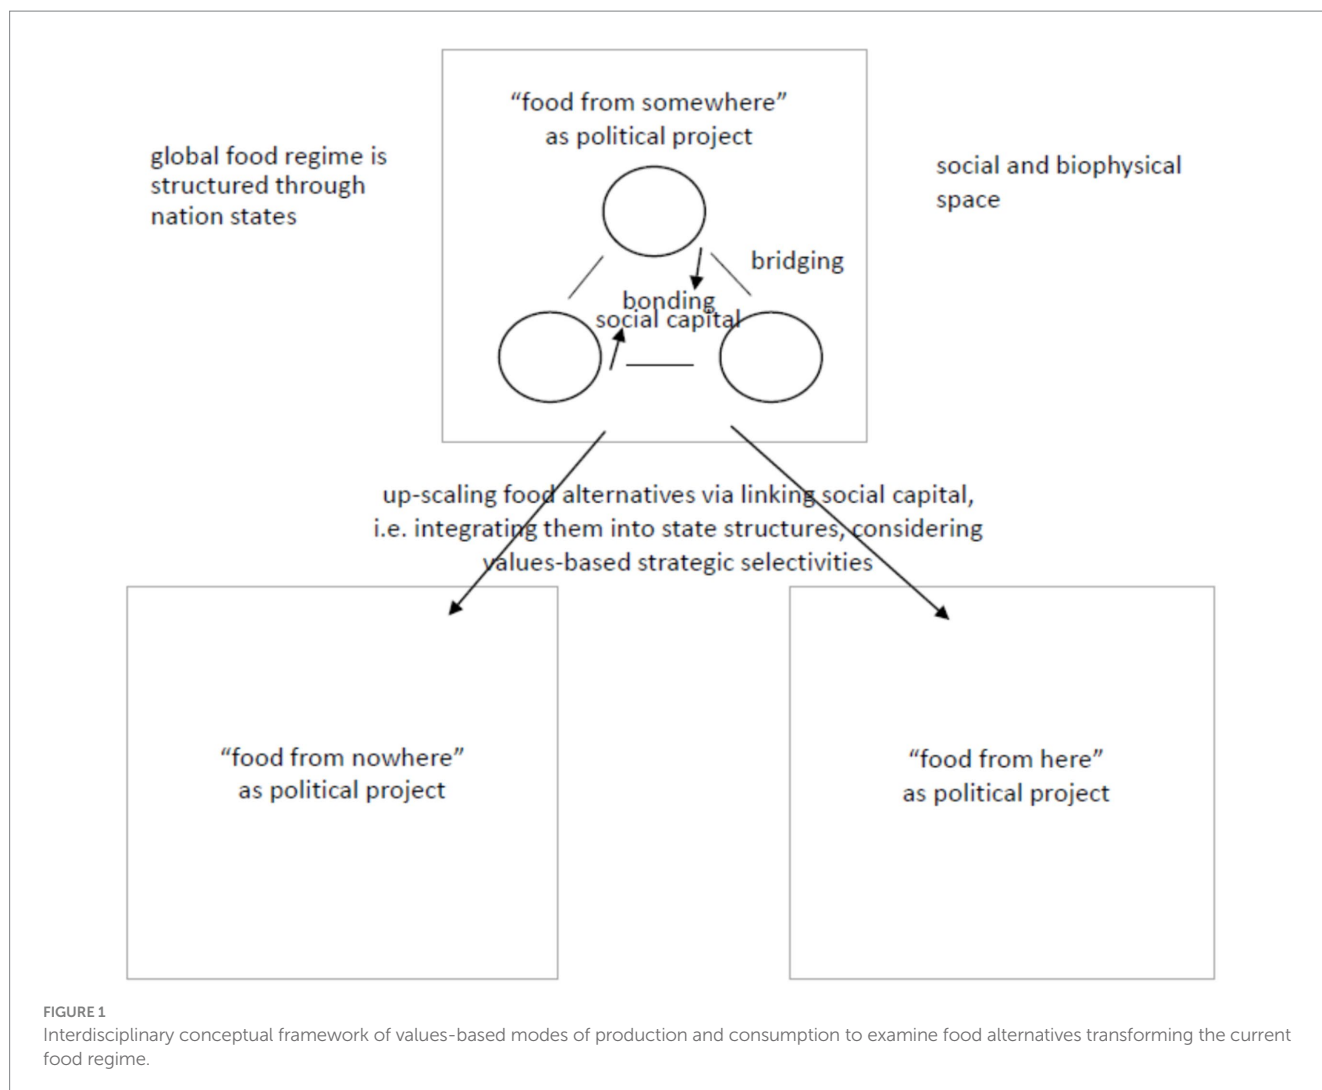 “food from somewhere”
as political project
global food regime is
structured through
nation states
social and biophysical
space
bridging
bonding
social capital
up-scaling food alternatives via linking social capital,
i.e. integrating them into state structures, considering
values-based strategic selectivities
“food from nowhere”
as political project
“food from here”
as political project
FIGURE 1
Interdisciplinary conceptual framework of values-based modes of production and consumption to examine food alternatives transforming the current
food regime.